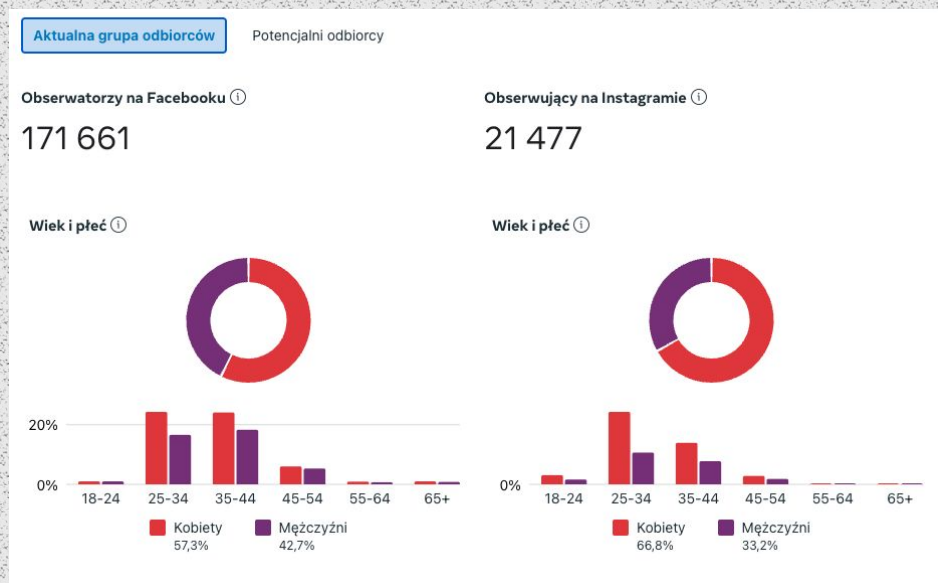 Aktualna grupa odbiorców
Potencjalni odbiorcy
Obserwatorzy na Facebooku
171 661
Wiek i płeć
20%
0%
18-24 25-34 35-44 45-54 55-64 65+
Kobiety
57,3%
Mężczyźni
42,7%
Obserwujący na Instagramie
21 477
Wiek i płeć
0%
18-24 25-34 35-44 45-54 55-64 65+
Kobiety
66,8%
Mężczyźni
33,2%